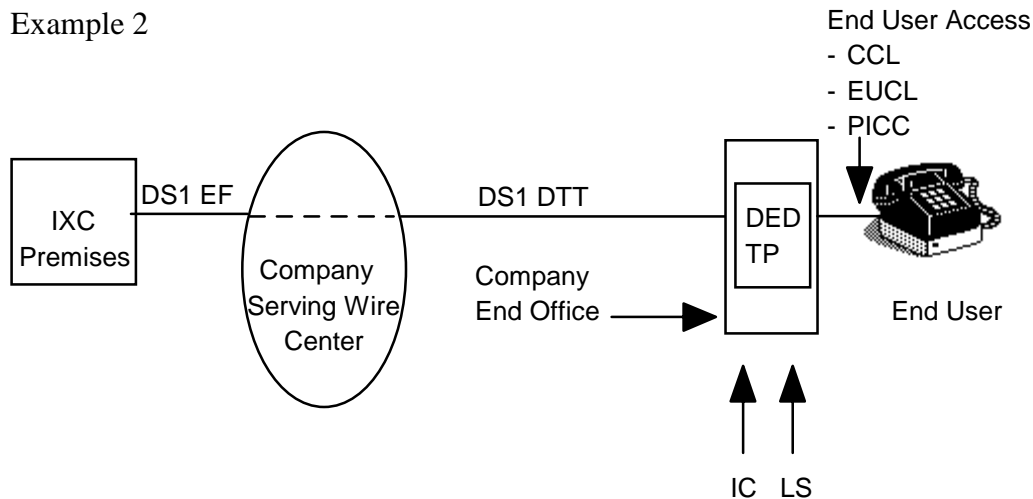 Example 2
End User Access
- CCL
- EUCL
- PICC
DS1 EF
DS1 DTT
IXC
Premises
DED
TP
Company
Serving Wire
Center
Company
End Office
End User
IC LS